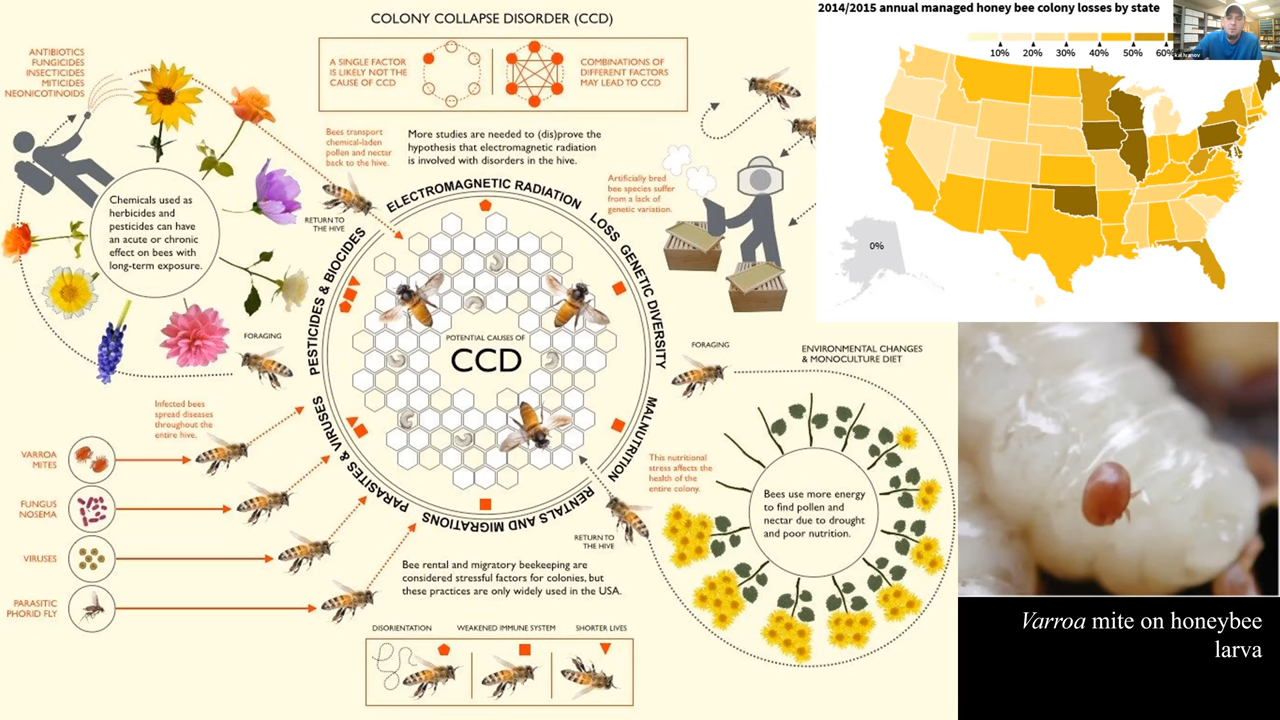 COLONY COLLAPSE DISORDER (CCD)
2014/2015 annual managed honey bee colony losses by state
10% 20% 30% 40% 50% 60%
0%
ANTIBIOTICS
FUNGICIDES
INSECTICIDES
MITICIDES
NEONICOTINOIDS
A SINGLE FACTOR
IS LIKELY NOT THE
CAUSE OF CCD
COMBINATIONS OF
DIFFERENT FACTORS
MAY LEAD TO CCD
Bees transport
chemical-laden
pollen and nectar
back to the hive.
More studies are needed to (dis)prove the
hypothesis that electromagnetic radiation
is involved with disorders in the hive.
Artificially bred
bee species suffer
from a lack of
genetic variation.
Chemicals used as
herbicides and
pesticides can have
an acute or chronic
effect on bees with
long-term exposure.
RETURN TO
THE HIVE
FORAGING
ELECTROMAGNETIC RADIATION
LOSS GENETIC DIVERSITY
MALNUTRITION
RENTALS AND MIGRATIONS
PARASITES & VIRUSES
PESTICIDES & BIOCIDES
POTENTIAL CAUSES OF
CCD
FORAGING
ENVIRONMENTAL CHANGES
& MONOCULTURE DIET
Infected bees
spread diseases
throughout the
entire hive.
VARROA
MITES
FUNGUS
NOSEMA
VIRUSES
PARASITIC
PHORID FLY
This nutritional
stress affects the
health of the
entire colony.
Bees use more energy
to find pollen and
nectar due to drought
and poor nutrition.
RETURN TO
THE HIVE
Bee rental and migratory beekeeping are
considered stressful factors for colonies, but
these practices are only widely used in the USA.
DISORIENTATION
WEAKENED IMMUNE SYSTEM
SHORTER LIVES
Varroa mite on honeybee
larva